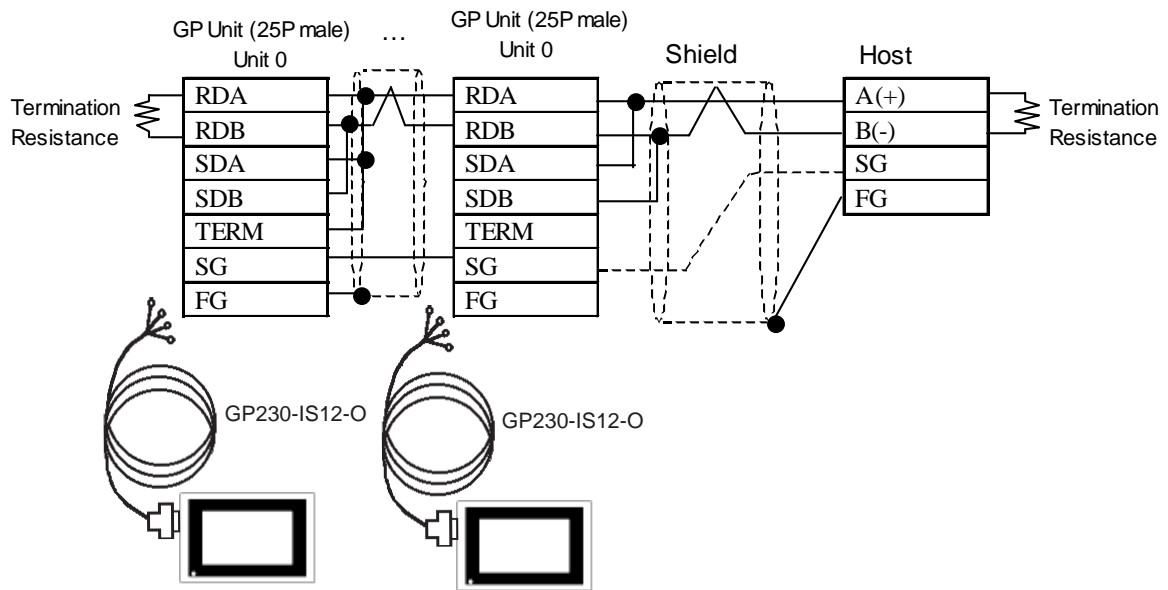 GP Unit (25P male)
Unit 0
…
GP Unit (25P male)
Unit 0
Shield
Host
Termination
Resistance
RDA
RDB
SDA
SDB
TERM
SG
FG
RDA
RDB
SDA
SDB
TERM
SG
FG
A(+)
B(-)
SG
FG
Termination
Resistance
GP230-IS12-O
GP230-IS12-O